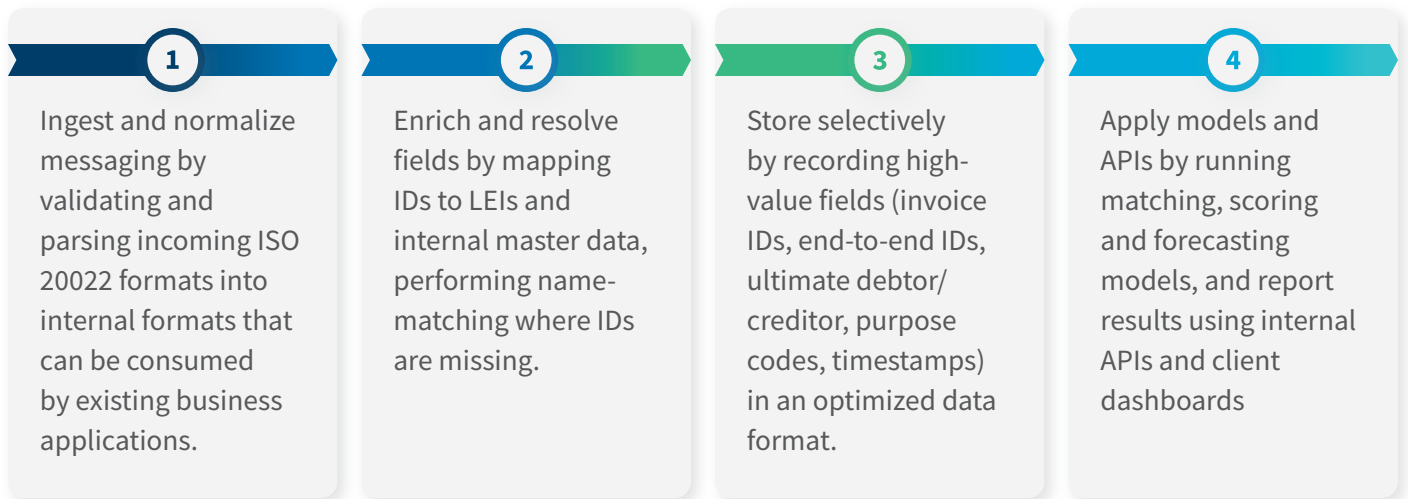 1
Ingest and normalize
messaging by
validating and
parsing incoming ISO
20022 formats into
internal formats that
can be consumed
by existing business
applications.
2
Enrich and resolve
fields by mapping
IDs to LEIs and
internal master data,
performing name-
matching where IDs
are missing.
3
Store selectively
by recording high-
value fields (invoice
IDs, end-to-end IDs,
ultimate debtor/
creditor, purpose
codes, timestamps)
in an optimized data
format.
4
Apply models and
APIs by running
matching, scoring
and forecasting
models, and report
results using internal
APIs and client
dashboards